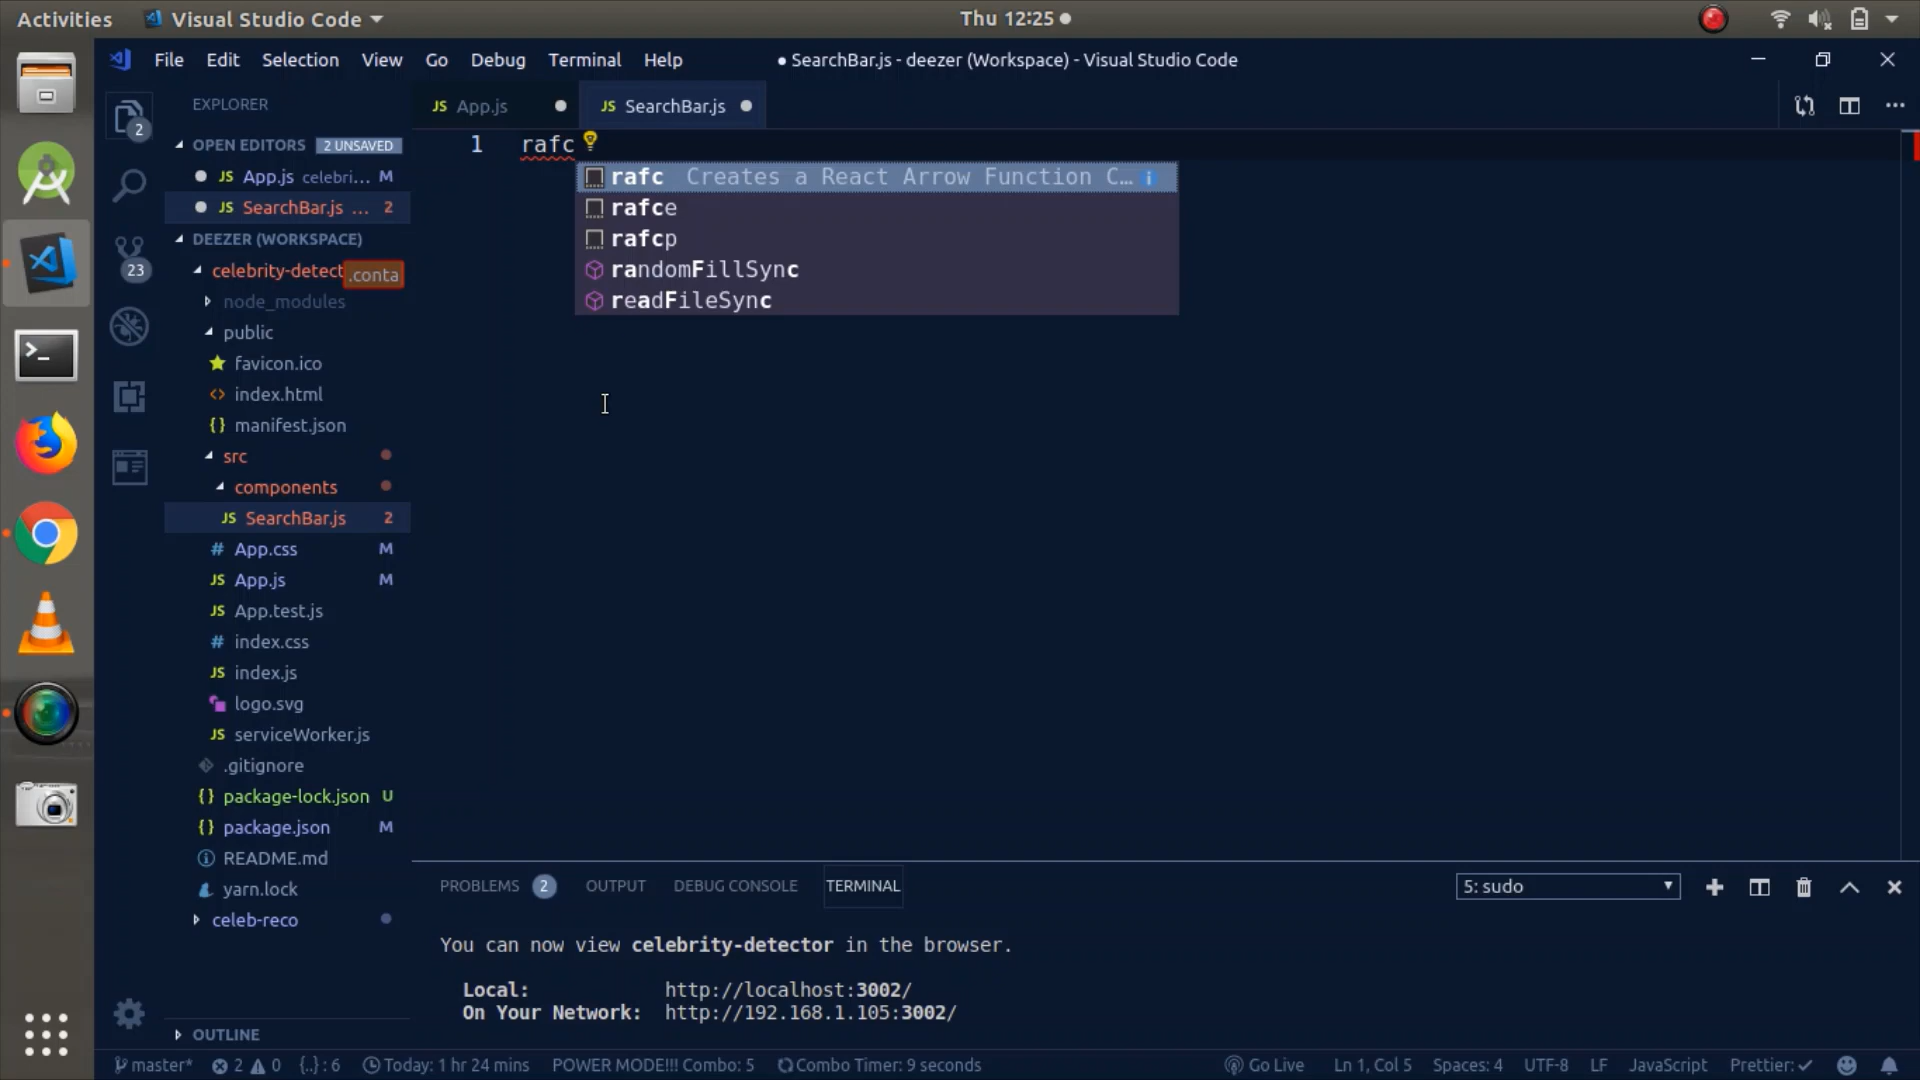 Activities
Visual Studio Code
Thu 12:25
File Edit Selection View Go Debug Terminal Help
● SearchBar.js - deezer (Workspace) - Visual Studio Code
EXPLORER
JS App.js
JS SearchBar.js
2
OPEN EDITORS 2 UNSAVED
JS App.js celebri... M
JS SearchBar.js ... 2
DEEZER (WORKSPACE)
celebrity-detect
.conta
node_modules
public
favicon.ico
<> index.html
{} manifest.json
src
components
JS SearchBar.js 2
# App.css M
JS App.js M
JS App.test.js
# index.css
JS index.js
logo.svg
JS serviceWorker.js
.gitignore
{} package-lock.json U
{} package.json M
README.md
yarn.lock
celeb-reco
OUTLINE
23
1 rafc
rafc Creates a React Arrow Function C…
rafce
rafcp
randomFillSync
readFileSync
PROBLEMS 2 OUTPUT DEBUG CONSOLE TERMINAL
5: sudo
You can now view celebrity-detector in the browser.
Local: http://localhost:3002/
On Your Network: http://192.168.1.105:3002/
master* 2 0 {..} : 6 Today: 1 hr 24 mins POWER MODE!!! Combo: 5 Combo Timer: 9 seconds
Go Live Ln 1, Col 5 Spaces: 4 UTF-8 LF JavaScript Prettier: ✓